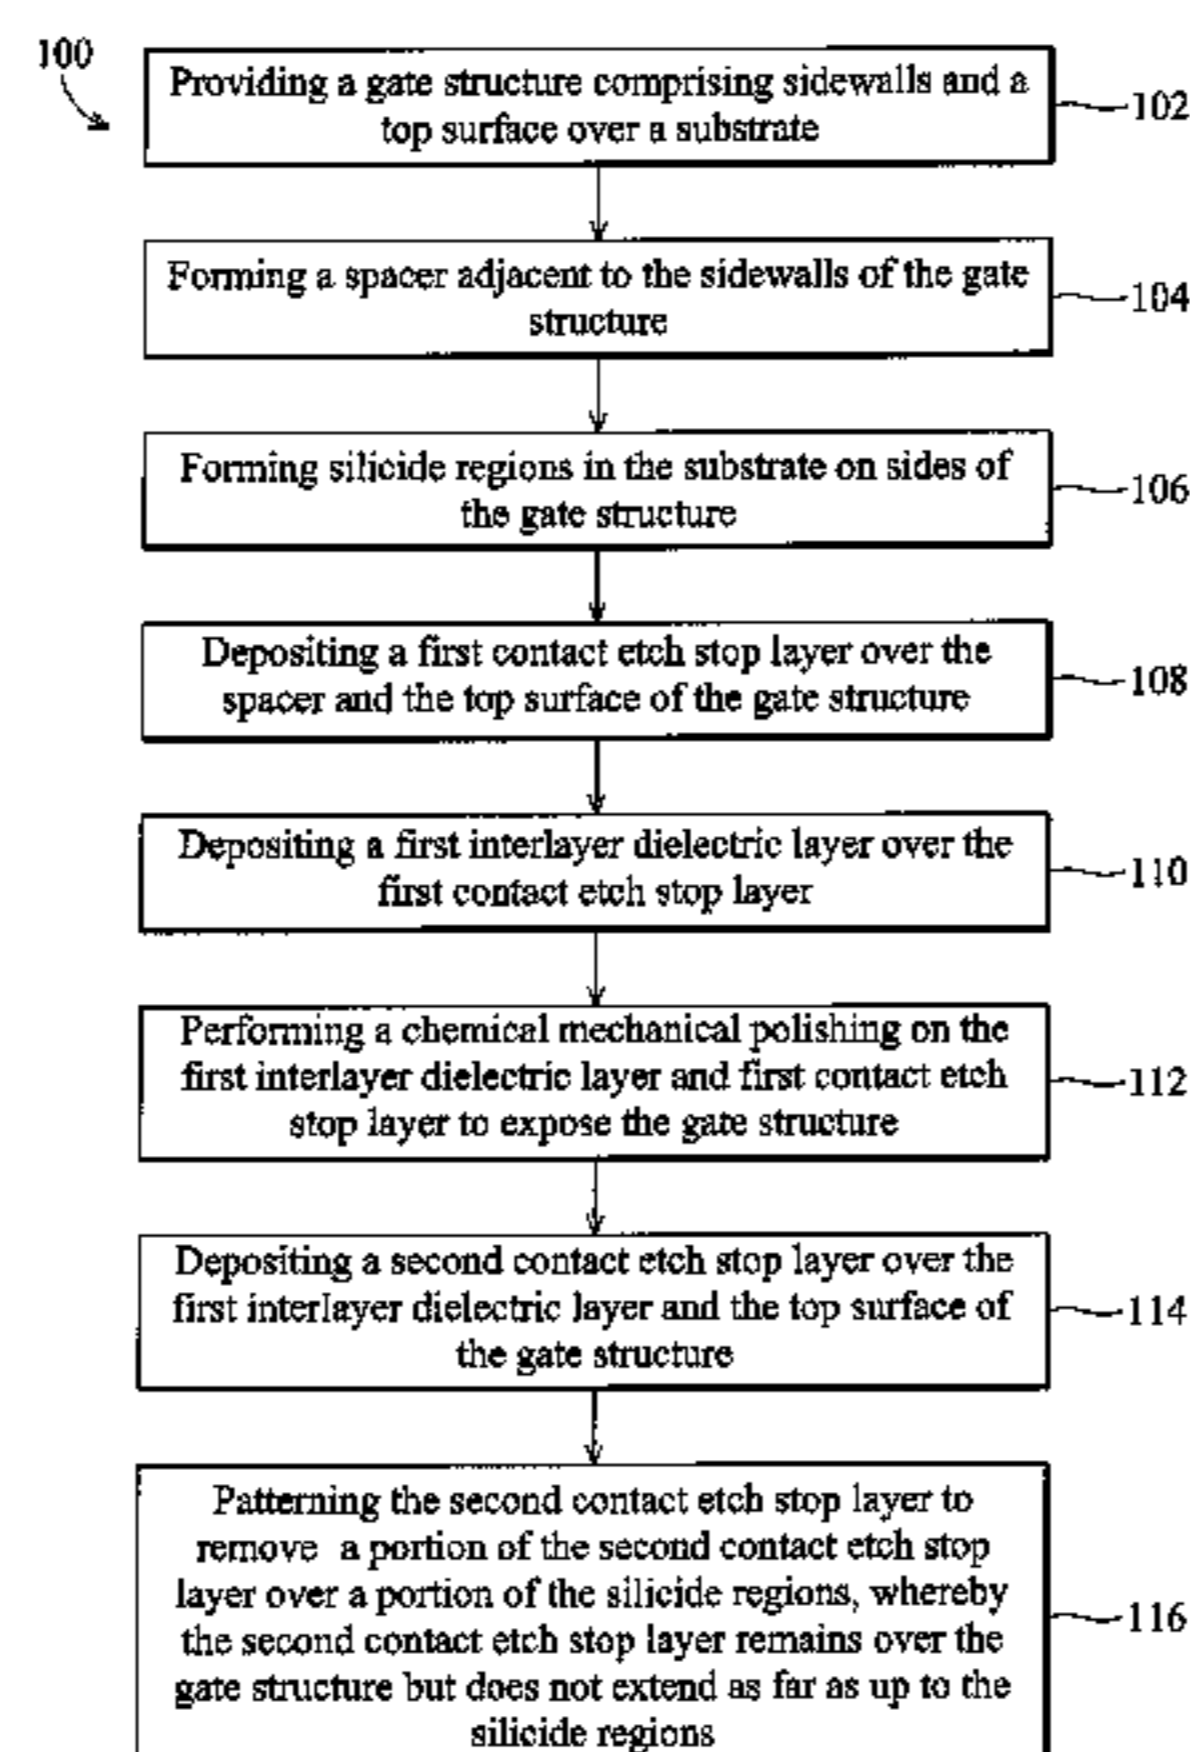 100
Providing a gate structure comprising sidewalls and a
top surface over a substrate
102
Forming a spacer adjacent to the sidewalls of the gate
structure
104
Forming silicide regions in the substrate on sides of
the gate structure
106
Depositing a first contact etch stop layer over the
spacer and the top surface of the gate structure
108
Depositing a first interlayer dielectric layer over the
first contact etch stop layer
110
Performing a chemical mechanical polishing on the
first interlayer dielectric layer and first contact etch
stop layer to expose the gate structure
112
Depositing a second contact etch stop layer over the
first interlayer dielectric layer and the top surface of
the gate structure
114
Patterning the second contact etch stop layer to
remove a portion of the second contact etch stop
layer over a portion of the silicide regions, whereby
the second contact etch stop layer remains over the
gate structure but does not extend as far as up to the
silicide regions
116